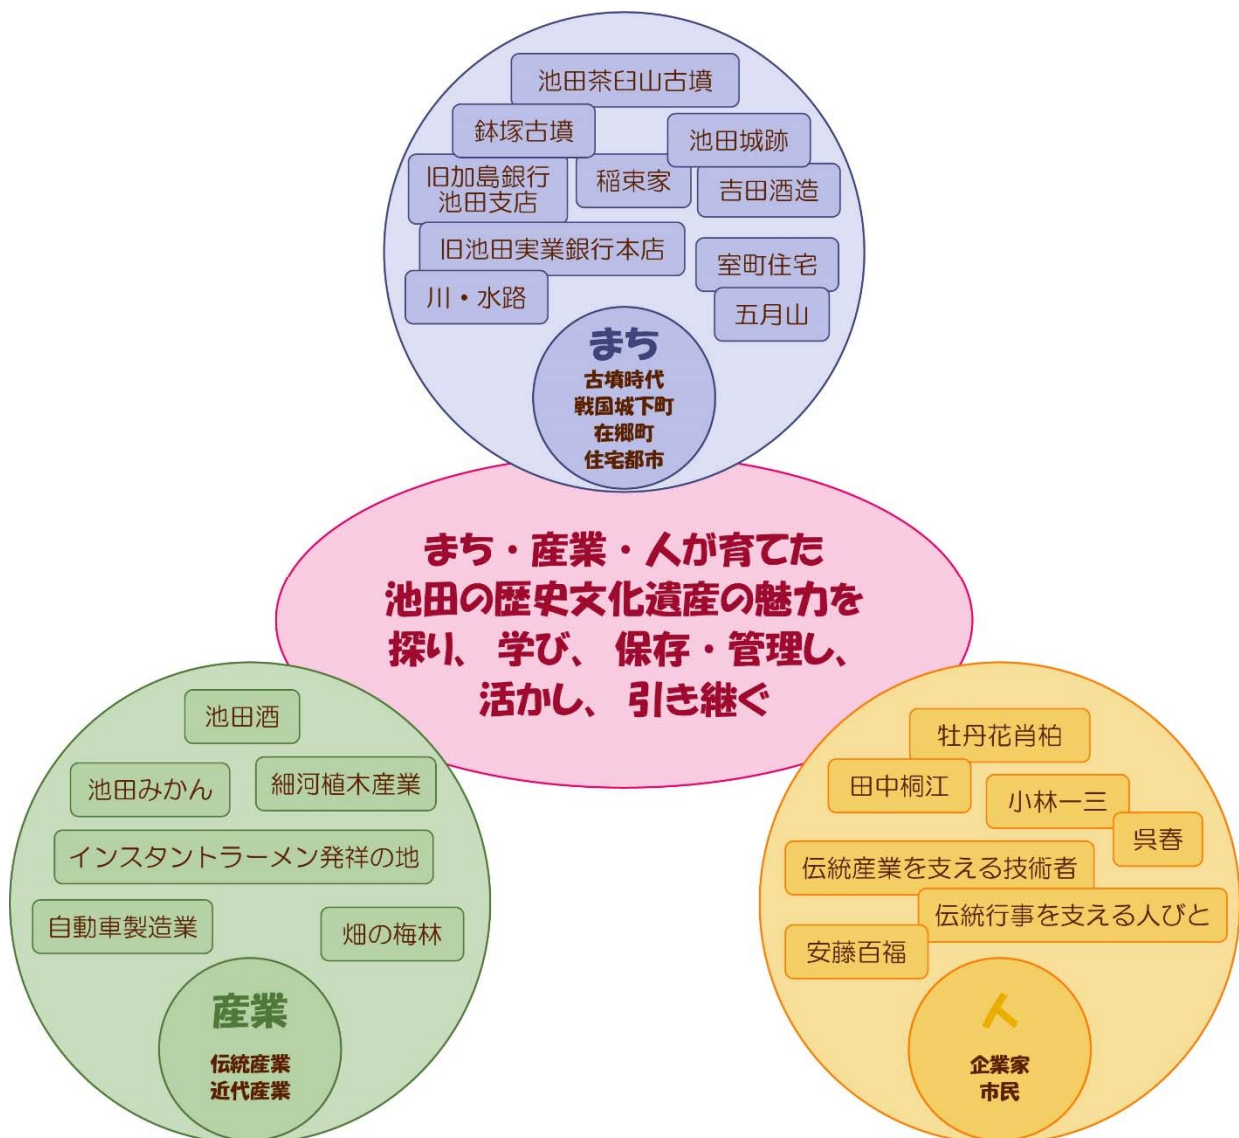 池田茶臼山古墳
鉢塚古墳
池田城跡
旧加島銀行
池田支店
稲束家
吉田酒造
旧池田実業銀行本店
室町住宅
川・水路
五月山
まち
古墳時代
戦国城下町
在郷町
住宅都市
まち・産業・人が育てた
池田の歴史文化遺産の魅力を
探り、学び、保存・管理し、
活かし、引き継ぐ
池田酒
池田みかん
細河植木産業
インスタントラーメン発祥の地
自動車製造業
畑の梅林
産業
伝統産業
近代産業
牡丹花肖柏
田中桐江
小林一三
呉春
伝統産業を支える技術者
伝統行事を支える人びと
安藤百福
人
企業家
市民